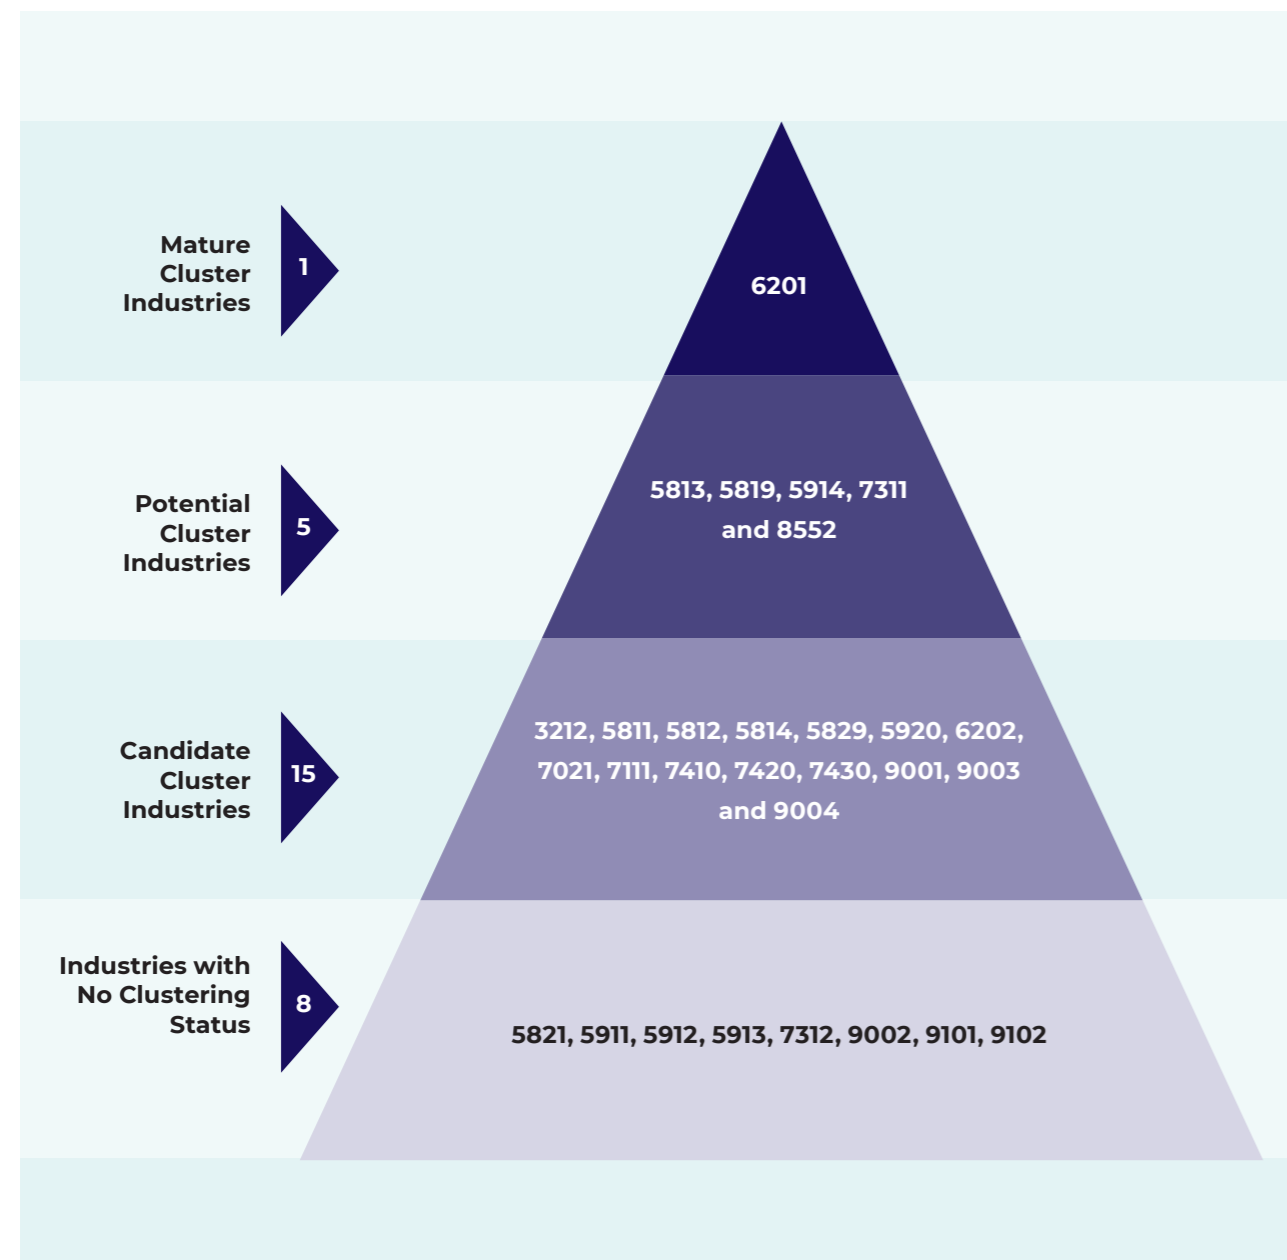 Mature
Cluster
Industries
1
6201
Potential
Cluster
Industries
5
5813, 5819, 5914, 7311
and 8552
Candidate
Cluster
Industries
15
3212, 5811, 5812, 5814, 5829, 5920, 6202,
7021, 7111, 7410, 7420, 7430, 9001, 9003
and 9004
Industries with
No Clustering
Status
8
5821, 5911, 5912, 5913, 7312, 9002, 9101, 9102